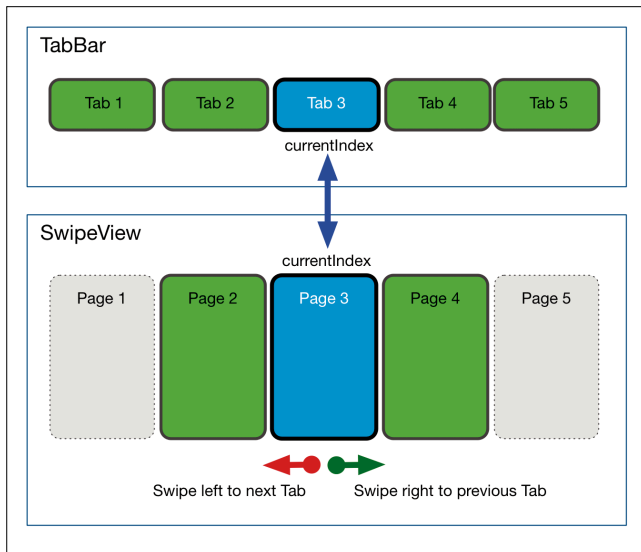 TabBar
Tab 1 Tab 2 Tab 3 Tab 4 Tab 5
currentIndex
SwipeView
currentIndex
Page 1 Page 2 Page 3 Page 4 Page 5
Swipe left to next Tab Swipe right to previous Tab